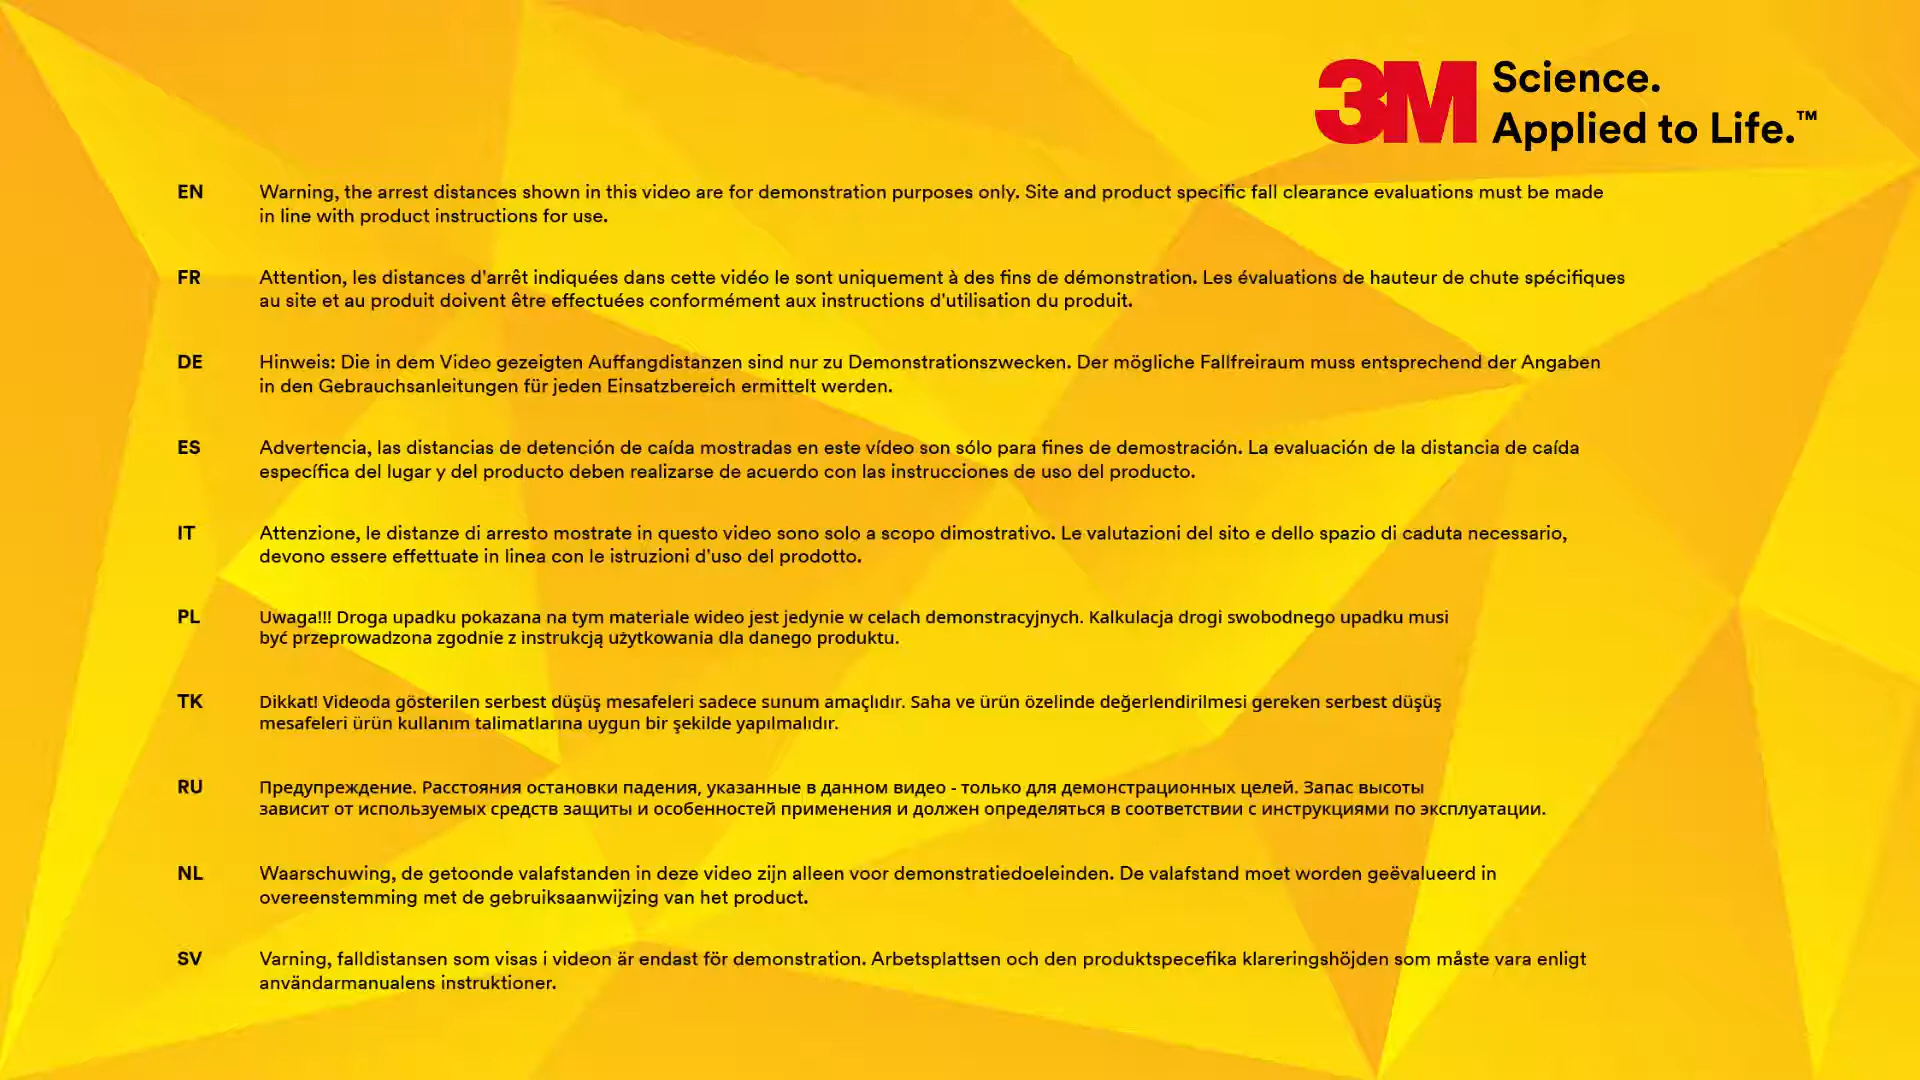 3M Science.
Applied to Life.™
EN Warning, the arrest distances shown in this video are for demonstration purposes only. Site and product specific fall clearance evaluations must be made
in line with product instructions for use.
FR Attention, les distances d'arrêt indiquées dans cette vidéo le sont uniquement à des fins de démonstration. Les évaluations de hauteur de chute spécifiques
au site et au produit doivent être effectuées conformément aux instructions d'utilisation du produit.
DE Hinweis: Die in dem Video gezeigten Auffangdistanzen sind nur zu Demonstrationszwecken. Der mögliche Fallfreiraum muss entsprechend der Angaben
in den Gebrauchsanleitungen für jeden Einsatzbereich ermittelt werden.
ES Advertencia, las distancias de detención de caída mostradas en este vídeo son sólo para fines de demostración. La evaluación de la distancia de caída
específica del lugar y del producto deben realizarse de acuerdo con las instrucciones de uso del producto.
IT Attenzione, le distanze di arresto mostrate in questo video sono solo a scopo dimostrativo. Le valutazioni del sito e dello spazio di caduta necessario,
devono essere effettuate in linea con le istruzioni d'uso del prodotto.
PL Uwaga!!! Droga upadku pokazana na tym materiale wideo jest jedynie w celach demonstracyjnych. Kalkulacja drogi swobodnego upadku musi
być przeprowadzona zgodnie z instrukcją użytkowania dla danego produktu.
TK Dikkat! Videoda gösterilen serbest düşüş mesafeleri sadece sunum amaçlıdır. Saha ve ürün özelinde değerlendirilmesi gereken serbest düşüş
mesafeleri ürün kullanım talimatlarına uygun bir şekilde yapılmalıdır.
RU Предупреждение. Расстояния остановки падения, указанные в данном видео - только для демонстрационных целей. Запас высоты
зависит от используемых средств защиты и особенностей применения и должен определяться в соответствии с инструкциями по эксплуатации.
NL Waarschuwing, de getoonde valafstanden in deze video zijn alleen voor demonstratiedoeleinden. De valafstand moet worden geëvalueerd in
overeenstemming met de gebruiksaanwijzing van het product.
SV Varning, falldistansen som visas i videon är endast för demonstration. Arbetsplattsen och den produktspecefika klareringshöjden som måste vara enligt
användarmanualens instruktioner.